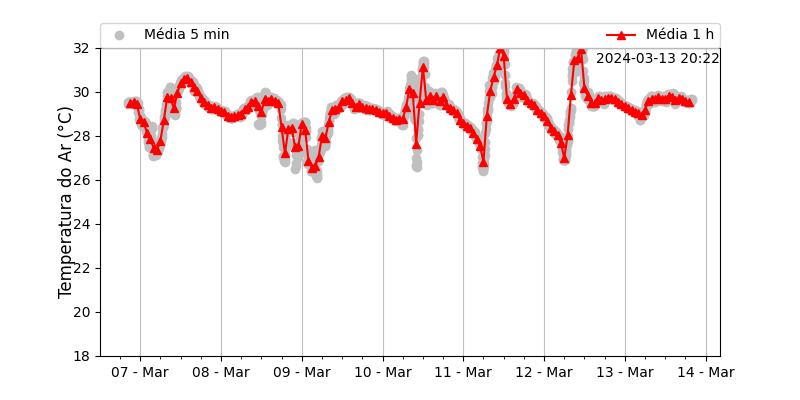 Média 5 min
Média 1 h
2024-03-13 20:22
Temperatura do Ar (°C)
32
30
28
26
24
22
20
18
07 - Mar
08 - Mar
09 - Mar
10 - Mar
11 - Mar
12 - Mar
13 - Mar
14 - Mar